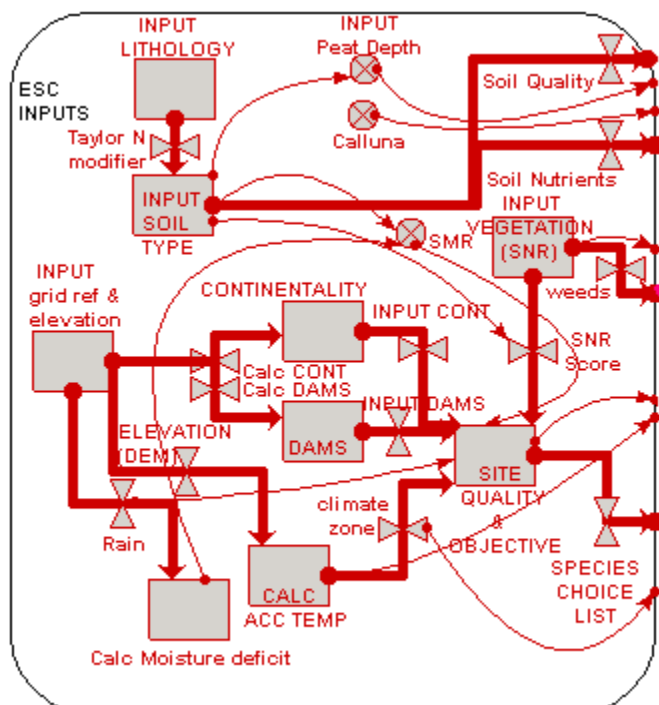 INPUT
LITHOLOGY
INPUT
Peat Depth
ESC
INPUTS
Soil Quality
Taylor N
modifier
Calluna
INPUT
SOIL
TYPE
Soil Nutrients
INPUT
VEGETATION
(SNR)
SMR
weeds
INPUT
grid ref &
elevation
CONTINENTALITY
INPUT CONT
SNR
Score
Calc CONT
Calc DAMS
INPUT DAMS
DAMS
ELEVATION
(DEM)
SITE
QUALITY
&
OBJECTIVE
climate
zone
Rain
SPECIES
CHOICE
LIST
CALC
ACC TEMP
Calc Moisture deficit